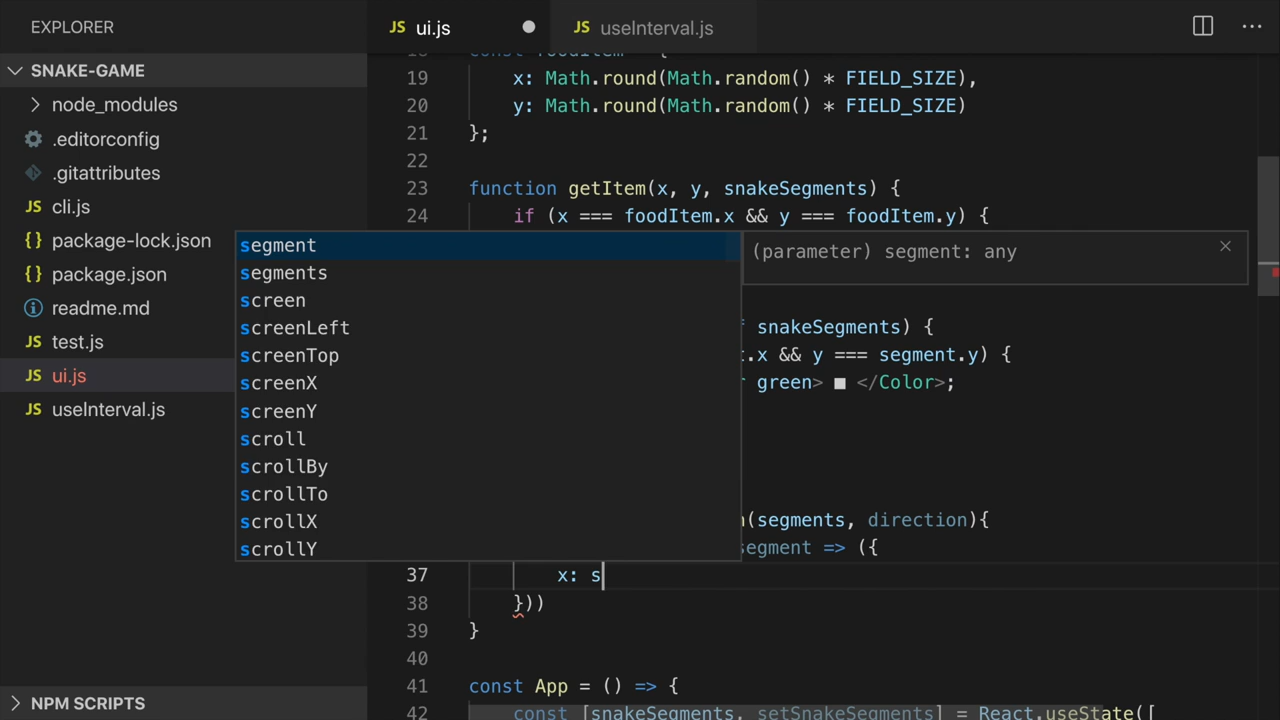 EXPLORER
JS ui.js
JS useInterval.js
SNAKE-GAME
node_modules
.editorconfig
.gitattributes
JS cli.js
{} package-lock.json
{} package.json
readme.md
JS test.js
JS ui.js
JS useInterval.js
NPM SCRIPTS
18 const foodItem = {
19 x: Math.round(Math.random() * FIELD_SIZE),
20 y: Math.round(Math.random() * FIELD_SIZE)
21 };
22
23 function getItem(x, y, snakeSegments) {
24 if (x === foodItem.x && y === foodItem.y) {
segment
segments
screen
screenLeft
screenTop
screenX
screenY
scroll
scrollBy
scrollTo
scrollX
scrollY
(parameter) segment: any
snakeSegments) {
.x && y === segment.y) {
green> ■ </Color>;
(segments, direction){
segment => ({
37 x: s
38 }))
39 }
40
41 const App = () => {
42 const [snakeSegments, setSnakeSegments] = React.useState([